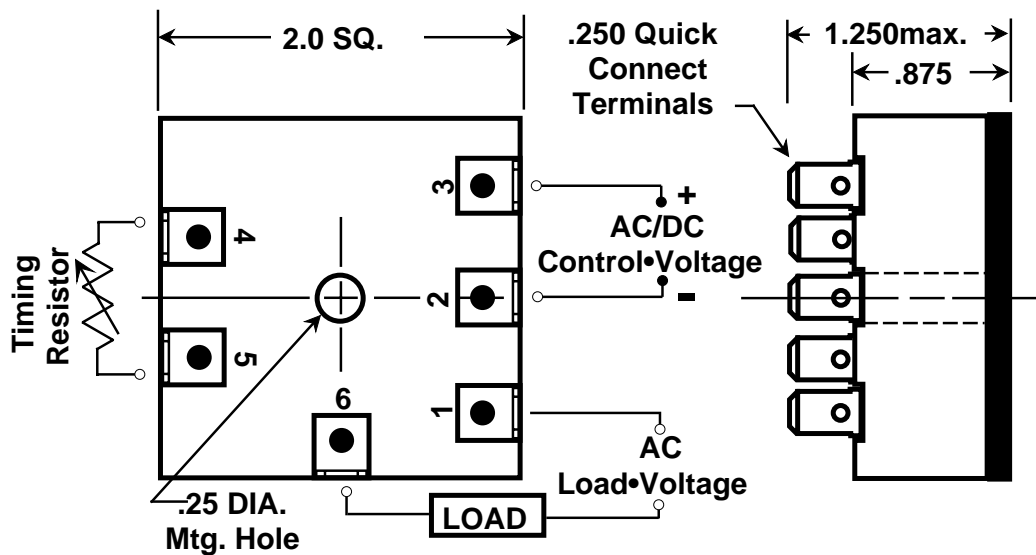 2.0 SQ.
.250 Quick
Connect
Terminals
1.250max.
.875
3
+
AC/DC
Control•Voltage
-
4
2
Timing
Resistor
5
6
1
AC
Load•Voltage
LOAD
.25 DIA.
Mtg. Hole